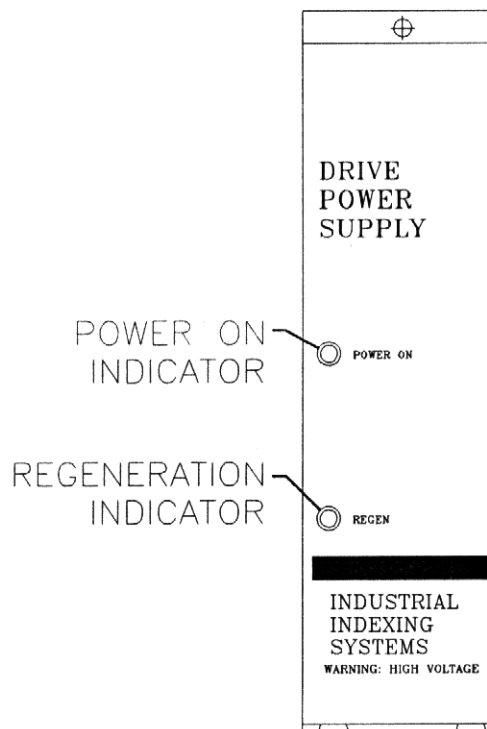 DRIVE
POWER
SUPPLY
POWER ON
INDICATOR
POWER ON
REGENERATION
INDICATOR
REGEN
INDUSTRIAL
INDEXING
SYSTEMS
WARNING: HIGH VOLTAGE